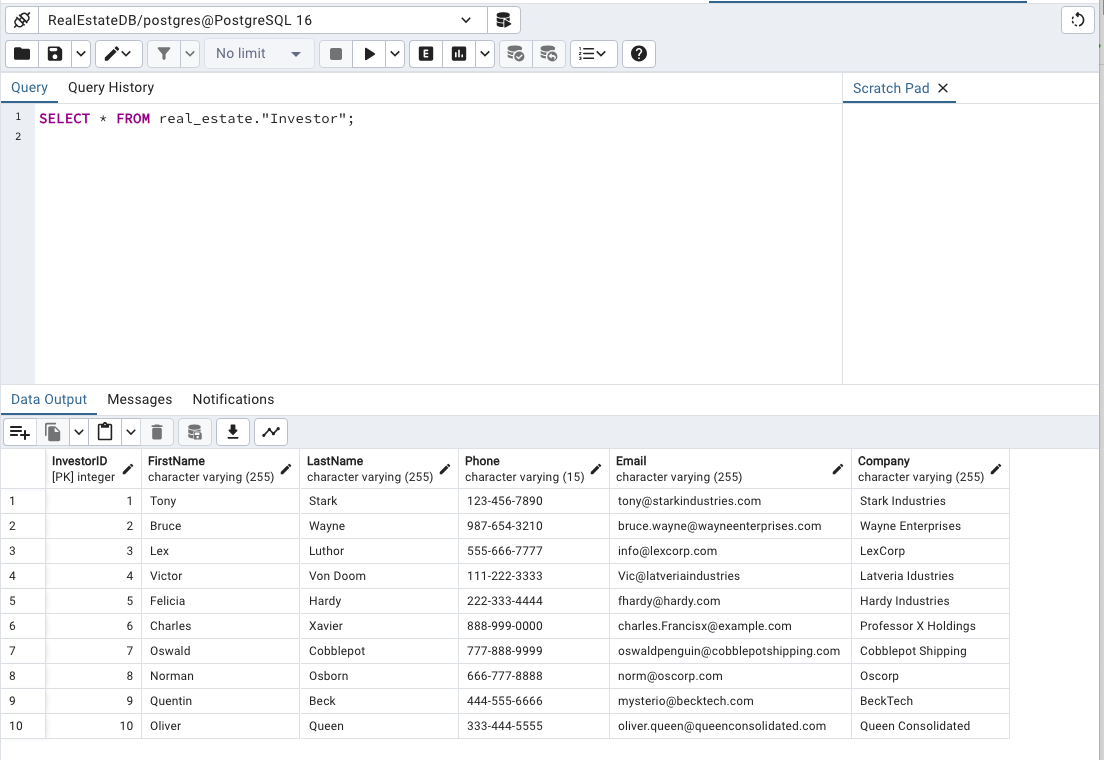 RealEstateDB/postgres@PostgreSQL 16
No limit
E
Query Query History Scratch Pad
1 SELECT * FROM real_estate."Investor";
2
Data Output Messages Notifications
InvestorID FirstName LastName Phone Email Company
[PK] integer character varying (255) character varying (255) character varying (15) character varying (255) character varying (255)
1 1 Tony Stark 123-456-7890 tony@starkindustries.com Stark Industries
2 2 Bruce Wayne 987-654-3210 bruce.wayne@wayneenterprises.com Wayne Enterprises
3 3 Lex Luthor 555-666-7777 info@lexcorp.com LexCorp
4 4 Victor Von Doom 111-222-3333 Vic@latveriaindustries Latveria Idustries
5 5 Felicia Hardy 222-333-4444 fhardy@hardy.com Hardy Industries
6 6 Charles Xavier 888-999-0000 charles.Francisx@example.com Professor X Holdings
7 7 Oswald Cobblepot 777-888-9999 oswaldpenguin@cobblepotshipping.com Cobblepot Shipping
8 8 Norman Osborn 666-777-8888 norm@oscorp.com Oscorp
9 9 Quentin Beck 444-555-6666 mysterio@becktech.com BeckTech
10 10 Oliver Queen 333-444-5555 oliver.queen@queenconsolidated.com Queen Consolidated